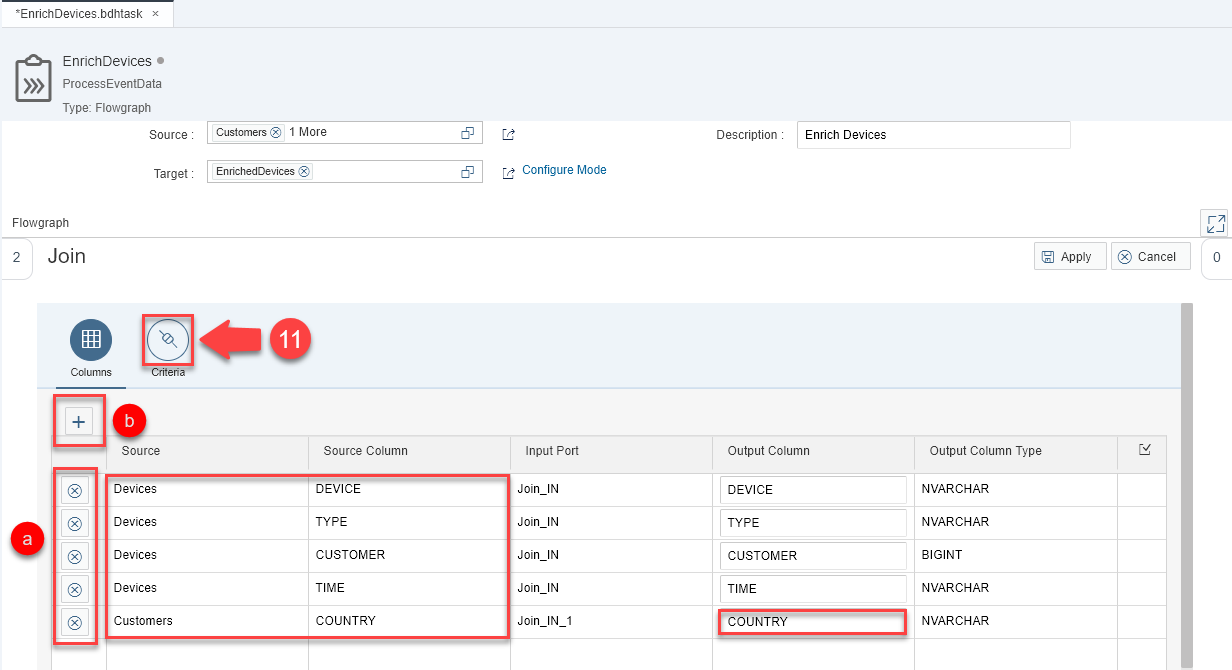 *EnrichDevices.bdhtask ×
EnrichDevices
ProcessEventData
Type: Flowgraph
Source : Customers 1 More Description : Enrich Devices
Target : EnrichedDevices Configure Mode
Flowgraph
2 Join Apply Cancel 0
11
Columns Criteria
+ b
Source Source Column Input Port Output Column Output Column Type
Devices DEVICE Join_IN DEVICE NVARCHAR
Devices TYPE Join_IN TYPE NVARCHAR
a
Devices CUSTOMER Join_IN CUSTOMER BIGINT
Devices TIME Join_IN TIME NVARCHAR
Customers COUNTRY Join_IN_1 COUNTRY NVARCHAR